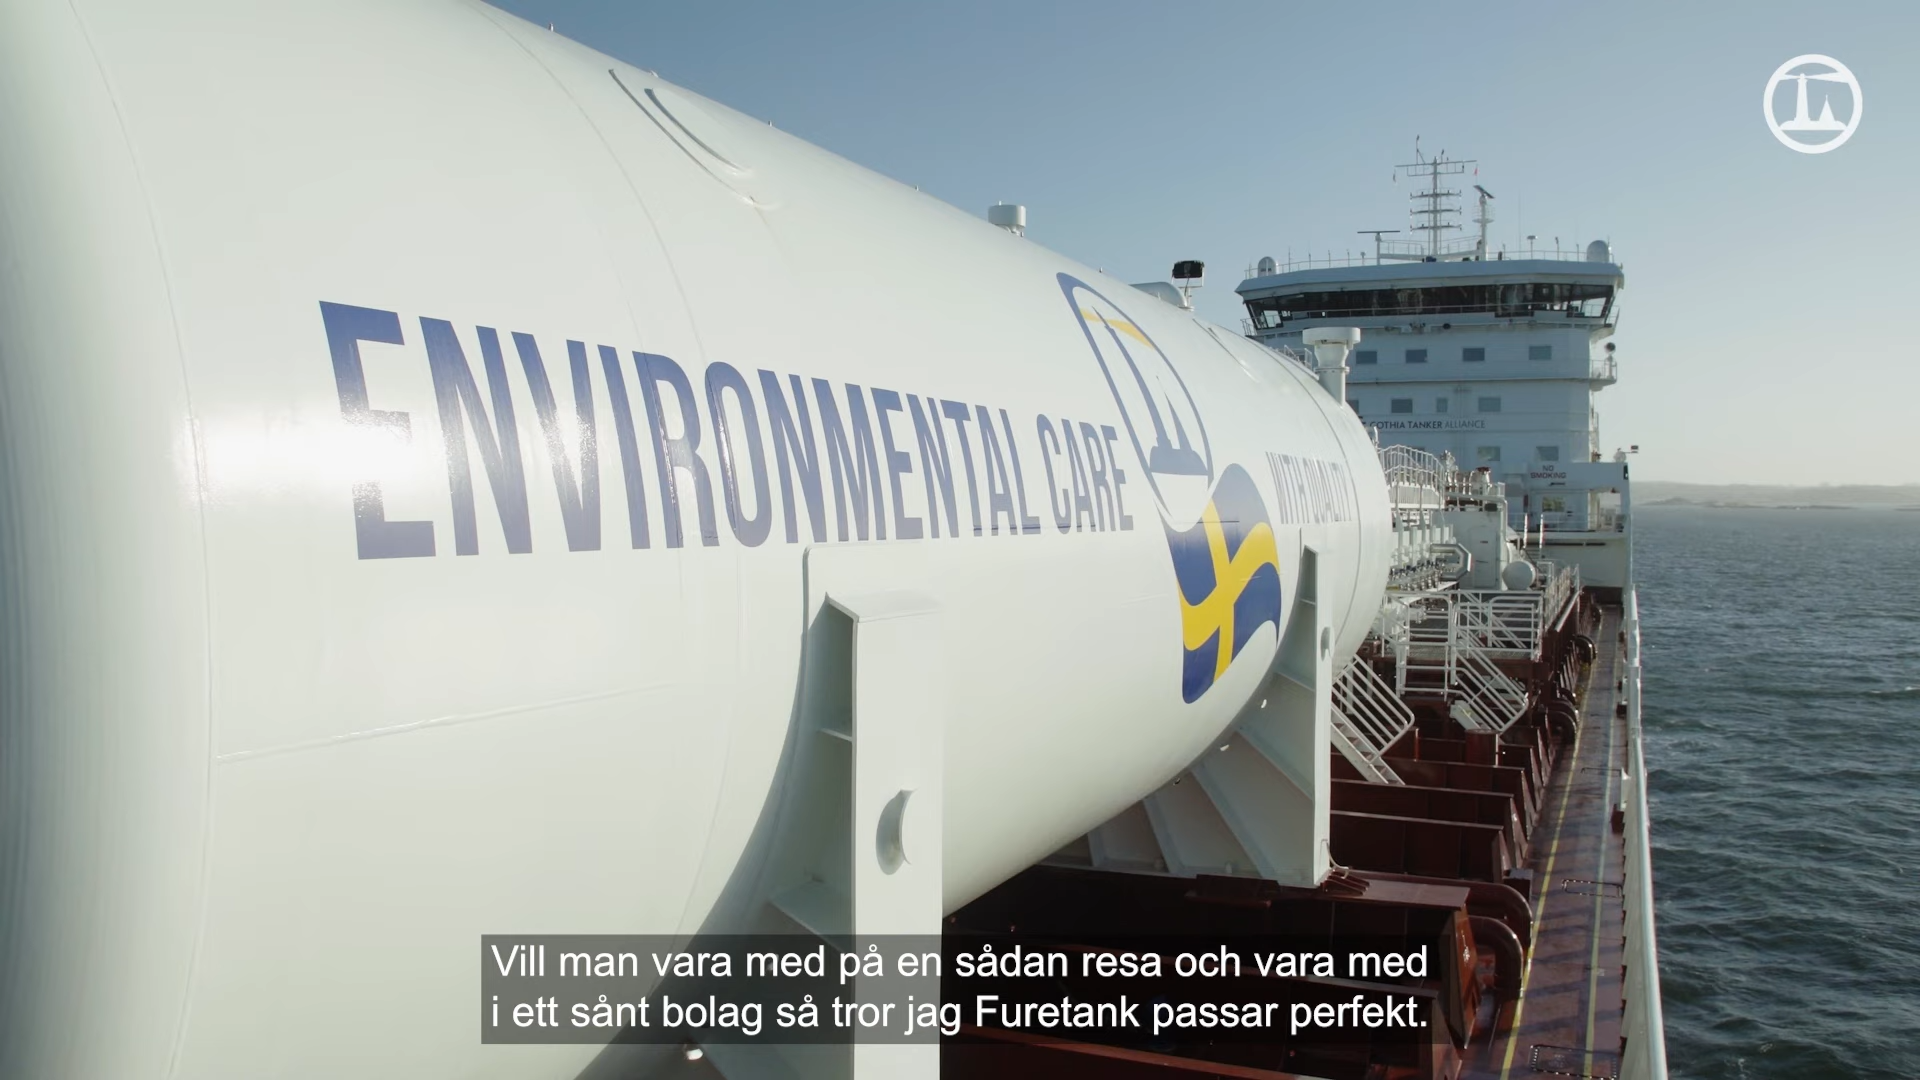 ENVIRONMENTAL CARE
WITH QUALITY
GOTHIA TANKER ALLIANCE
NO
SMOKING
Vill man vara med på en sådan resa och vara med
i ett sånt bolag så tror jag Furetank passar perfekt.